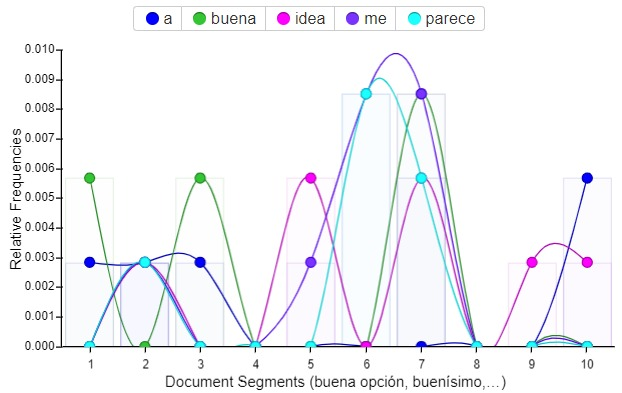 a buena idea me parece
0.010
0.009
0.008
0.007
0.006
0.005
0.004
0.003
0.002
0.001
0.000
Relative Frequencies
1 2 3 4 5 6 7 8 9 10
Document Segments (buena opción, buenísimo,…)